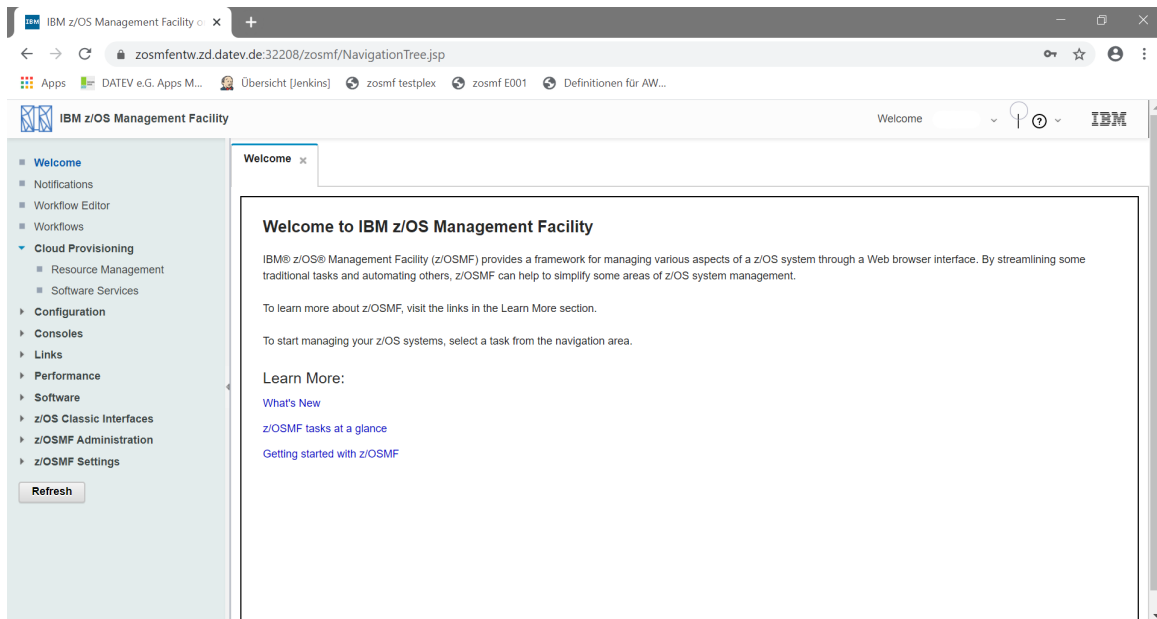 IBM z/OS Management Facility o
zosmfentw.zd.datev.de:32208/zosmf/NavigationTree.jsp
Apps DATEV e.G. Apps M... Übersicht [Jenkins] zosmf testplex zosmf E001 Definitionen für AW...
IBM z/OS Management Facility Welcome IBM
Welcome
Notifications
Workflow Editor
Workflows
Cloud Provisioning
Resource Management
Software Services
Configuration
Consoles
Links
Performance
Software
z/OS Classic Interfaces
z/OSMF Administration
z/OSMF Settings
Refresh
Welcome
Welcome to IBM z/OS Management Facility
IBM® z/OS® Management Facility (z/OSMF) provides a framework for managing various aspects of a z/OS system through a Web browser interface. By streamlining some
traditional tasks and automating others, z/OSMF can help to simplify some areas of z/OS system management.
To learn more about z/OSMF, visit the links in the Learn More section.
To start managing your z/OS systems, select a task from the navigation area.
Learn More:
What's New
z/OSMF tasks at a glance
Getting started with z/OSMF